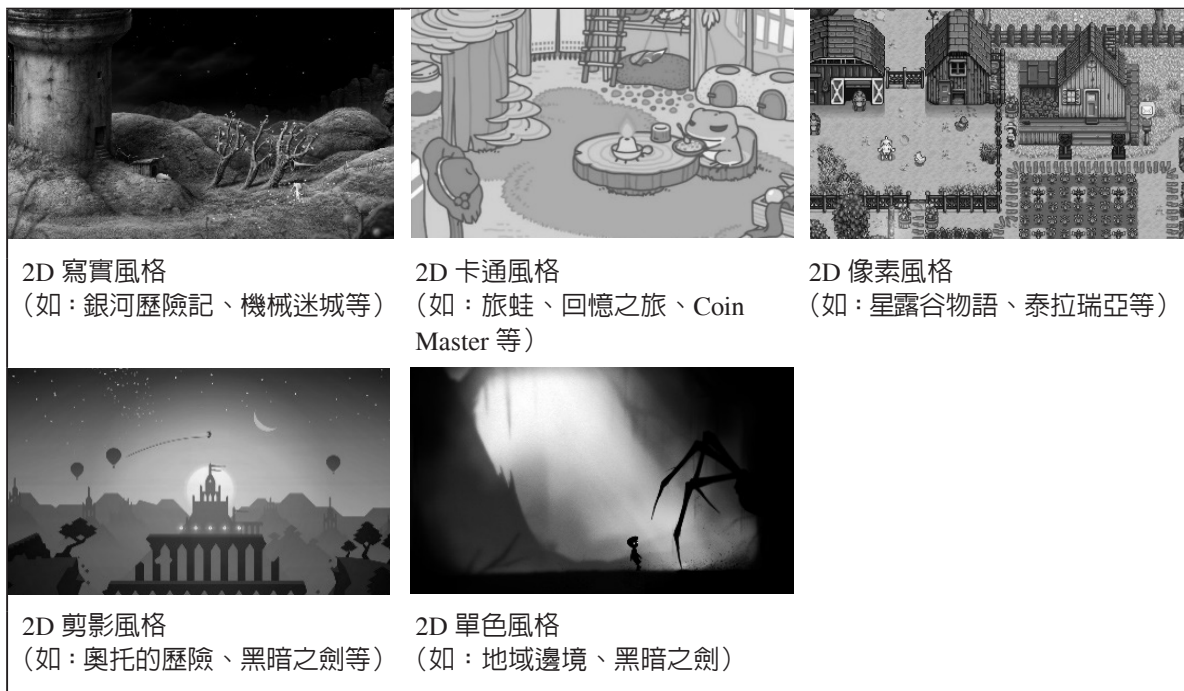 2D 寫實風格
（如：銀河歷險記、機械迷城等）
2D 卡通風格
（如：旅蛙、回憶之旅、Coin
Master 等）
2D 像素風格
（如：星露谷物語、泰拉瑞亞等）
2D 剪影風格
（如：奧托的歷險、黑暗之劍等）
2D 單色風格
（如：地域邊境、黑暗之劍）